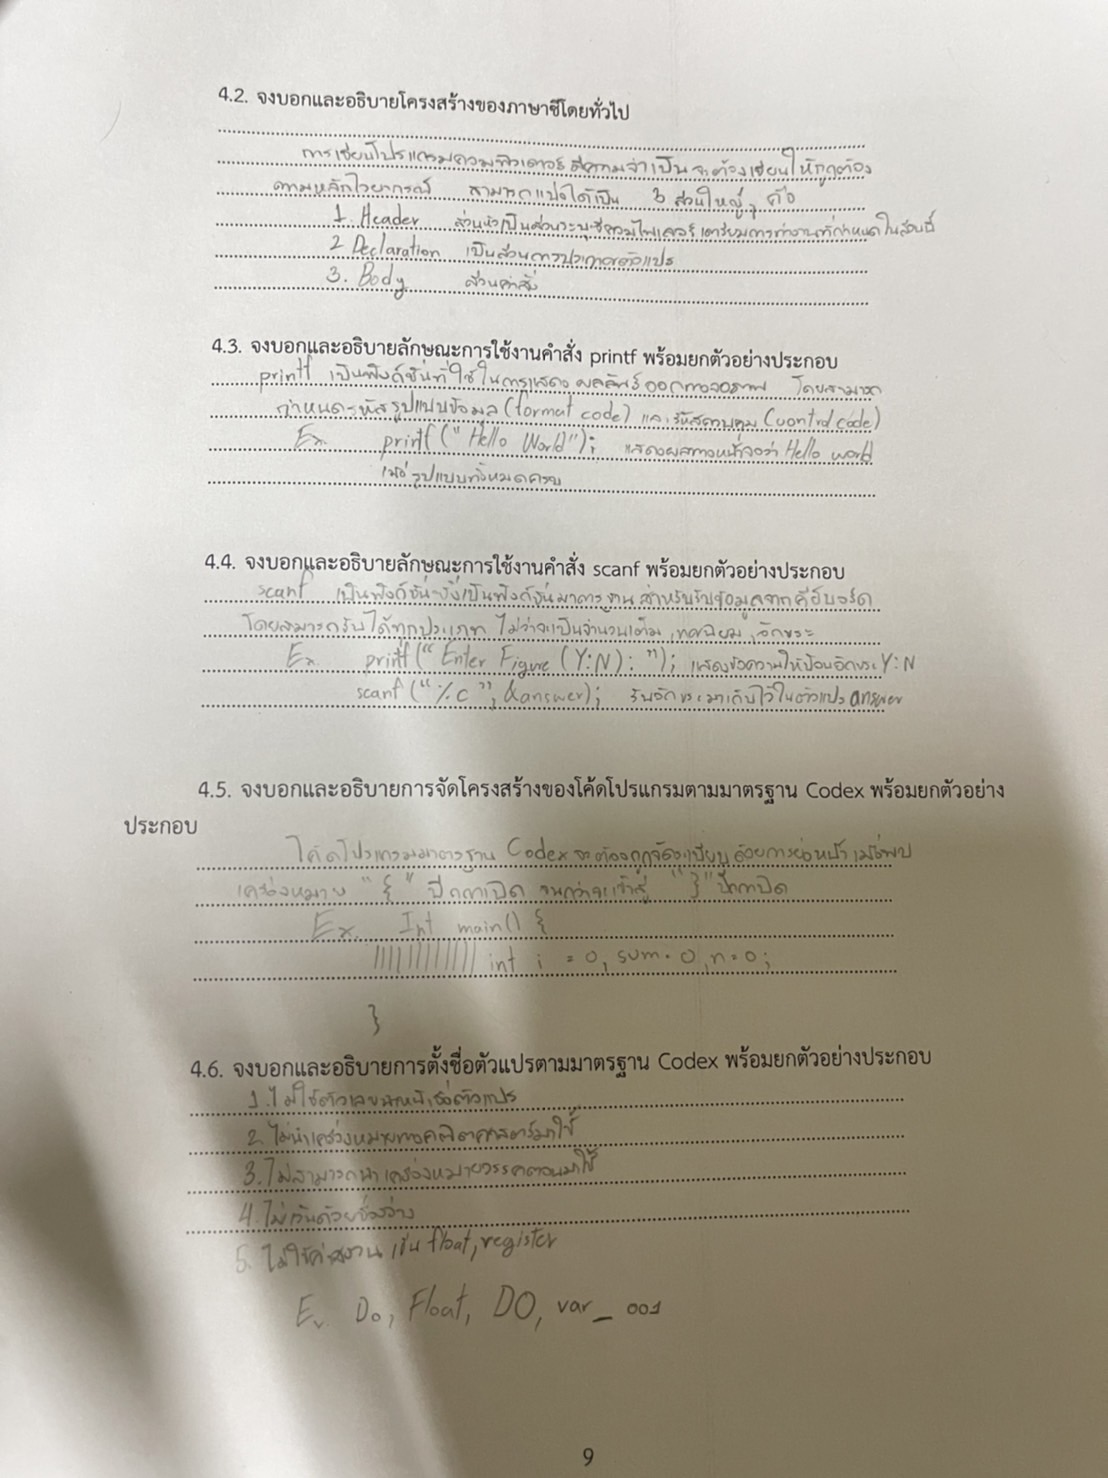 4.2. จงบอกและอธิบายโครงสร้างของภาษาซีโดยทั่วไป
การเขียนโปรแกรมคอมพิวเตอร์ มีความจำเป็น จะต้องเขียนให้ถูกต้อง
ตามหลักไวยากรณ์ สามารถแบ่งได้เป็น 3 ส่วนใหญ่ๆ คือ
1. Header ส่วนหัวเป็นส่วนระบุชื่อ เตรียมการทำงานที่กำหนดในส่วนนี้
2 Declaration เป็นส่วนการประกาศตัวแปร
3. Body ส่วนคำสั่ง
4.3. จงบอกและอธิบายลักษณะการใช้งานคำสั่ง printf พร้อมยกตัวอย่างประกอบ
printf เป็นฟังก์ชันที่ใช้ในการแสดง ผลลัพธ์ออกทางจอภาพ โดยสามารถ
กำหนดรหัสรูปแบบข้อมูล (format code) และรหัสควบคุม (control code)
Ex. printf ("Hello World"); แสดงผลทางหน้าจอว่า Hello world
รูปแบบทั้งหมดครบ
4.4. จงบอกและอธิบายลักษณะการใช้งานคำสั่ง scanf พร้อมยกตัวอย่างประกอบ
scanf เป็นฟังก์ชันซึ่งเป็นฟังก์ชันมาตรฐาน สำหรับรับข้อมูลจากคีย์บอร์ด
โดยสามารถรับได้ทุกประเภท ไม่ว่าจะเป็นจำนวนเต็ม, ทศนิยม, อักขระ
Ex. printf("Enter Figure (Y:N): "); แสดงข้อความให้ป้อนอักขระ Y:N
scanf ("%c", &answer); รับอักขระมาเก็บไว้ในตัวแปร answer
4.5. จงบอกและอธิบายการจัดโครงสร้างของโค้ดโปรแกรมตามมาตรฐาน Codex พร้อมยกตัวอย่าง
ประกอบ
โค้ดโปรแกรมมาตรฐาน Codex จะต้องถูกจัดระเบียบ ด้วยการย่อหน้า เมื่อพบ
เครื่องหมาย "{" ปีกกาเปิด จนกว่าจะเข้าสู่ "}" ปีกกาปิด
Ex. Int main() {
int i = 0, sum = 0, n = 0;
}
4.6. จงบอกและอธิบายการตั้งชื่อตัวแปรตามมาตรฐาน Codex พร้อมยกตัวอย่างประกอบ
1. ไม่ใช้ตัวเลขนำหน้าชื่อตัวแปร
2. ไม่นำเครื่องหมายทางคณิตศาสตร์มาใช้
3. ไม่สามารถนำเครื่องหมายวรรคตอนมาใช้
4. ไม่เว้นด้วยช่องว่าง
5. ไม่ใช้คำสงวน เช่น float, register
Ex. Do, Float, DO, var_001
9